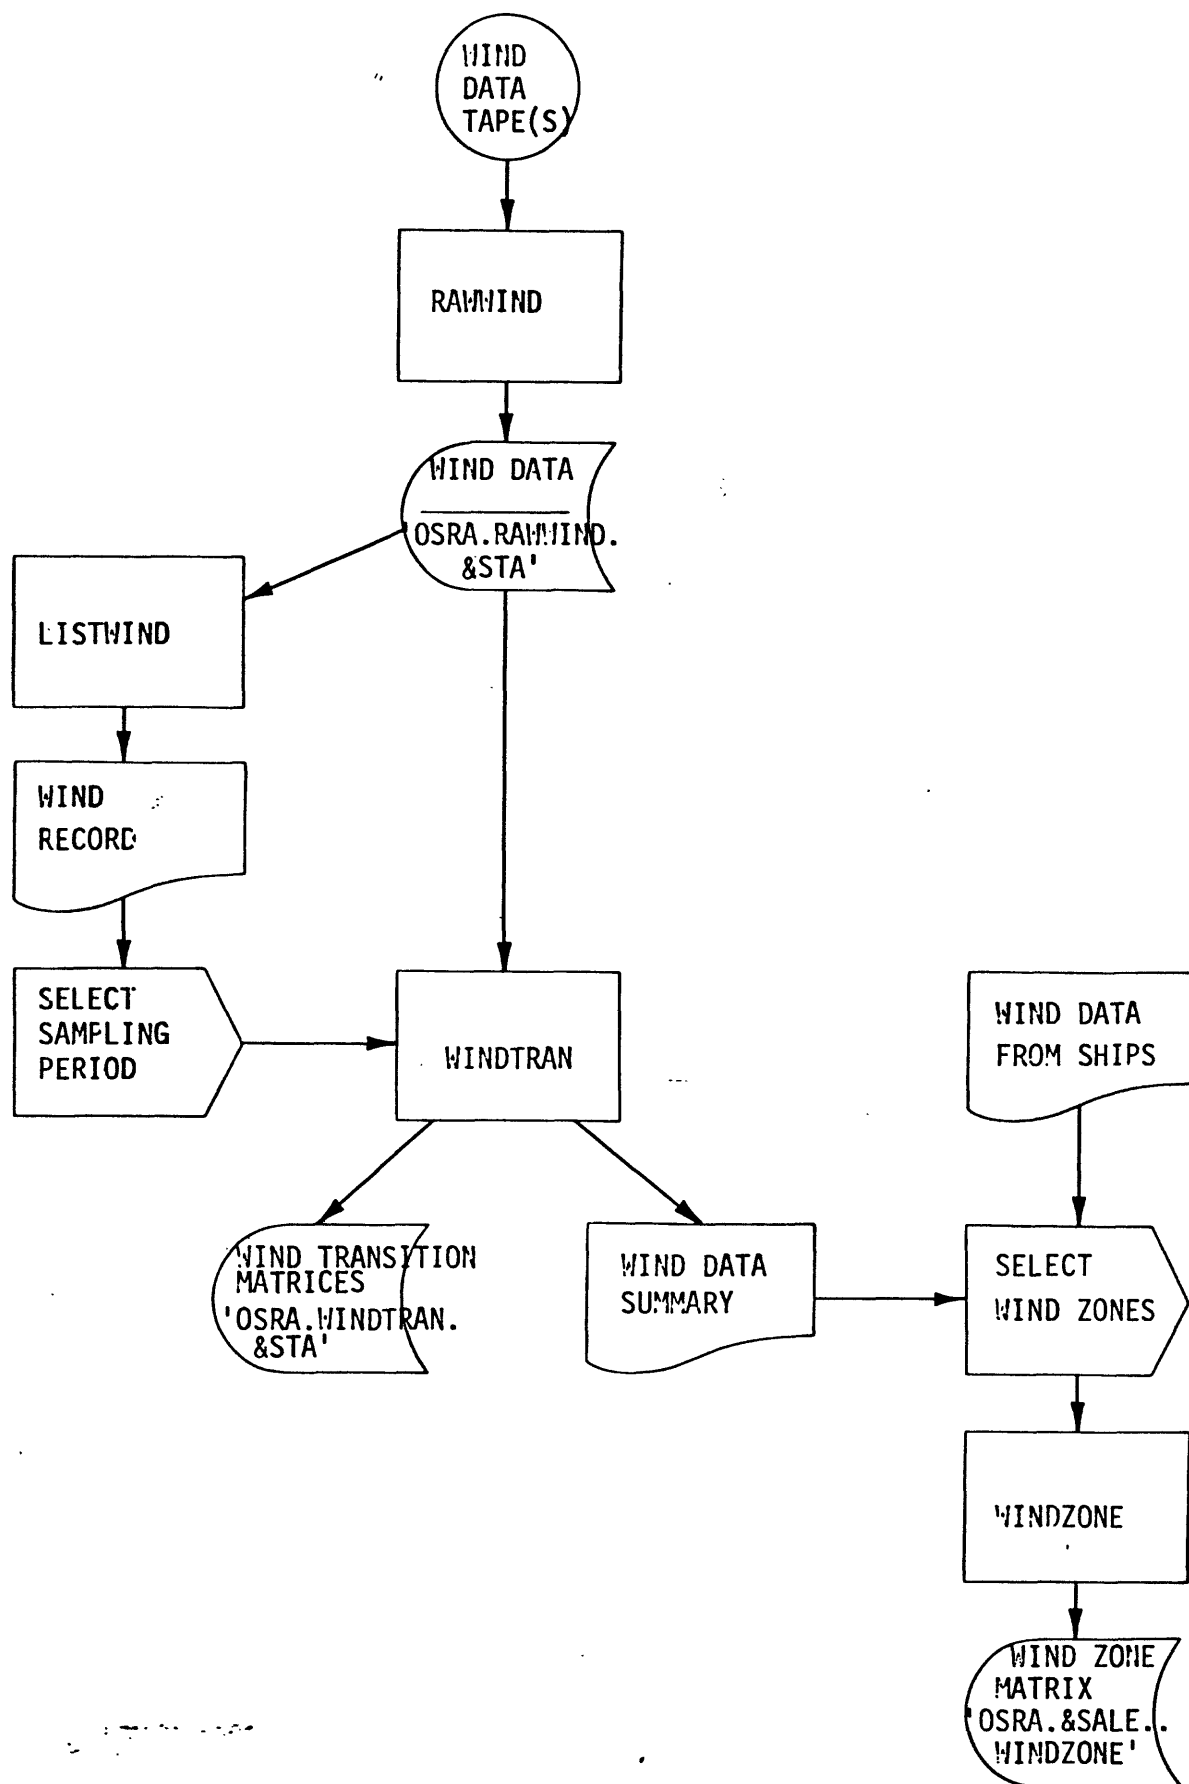 WIND
DATA
TAPE(S)
RAWWIND
WIND DATA
'OSRA.RAWWIND.
&STA'
LISTWIND
WIND
RECORD
SELECT
SAMPLING
PERIOD
WINDTRAN
WIND DATA
FROM SHIPS
WIND TRANSITION
MATRICES
'OSRA.WINDTRAN.
&STA'
WIND DATA
SUMMARY
SELECT
WIND ZONES
WINDZONE
WIND ZONE
MATRIX
'OSRA.&SALE..
WINDZONE'